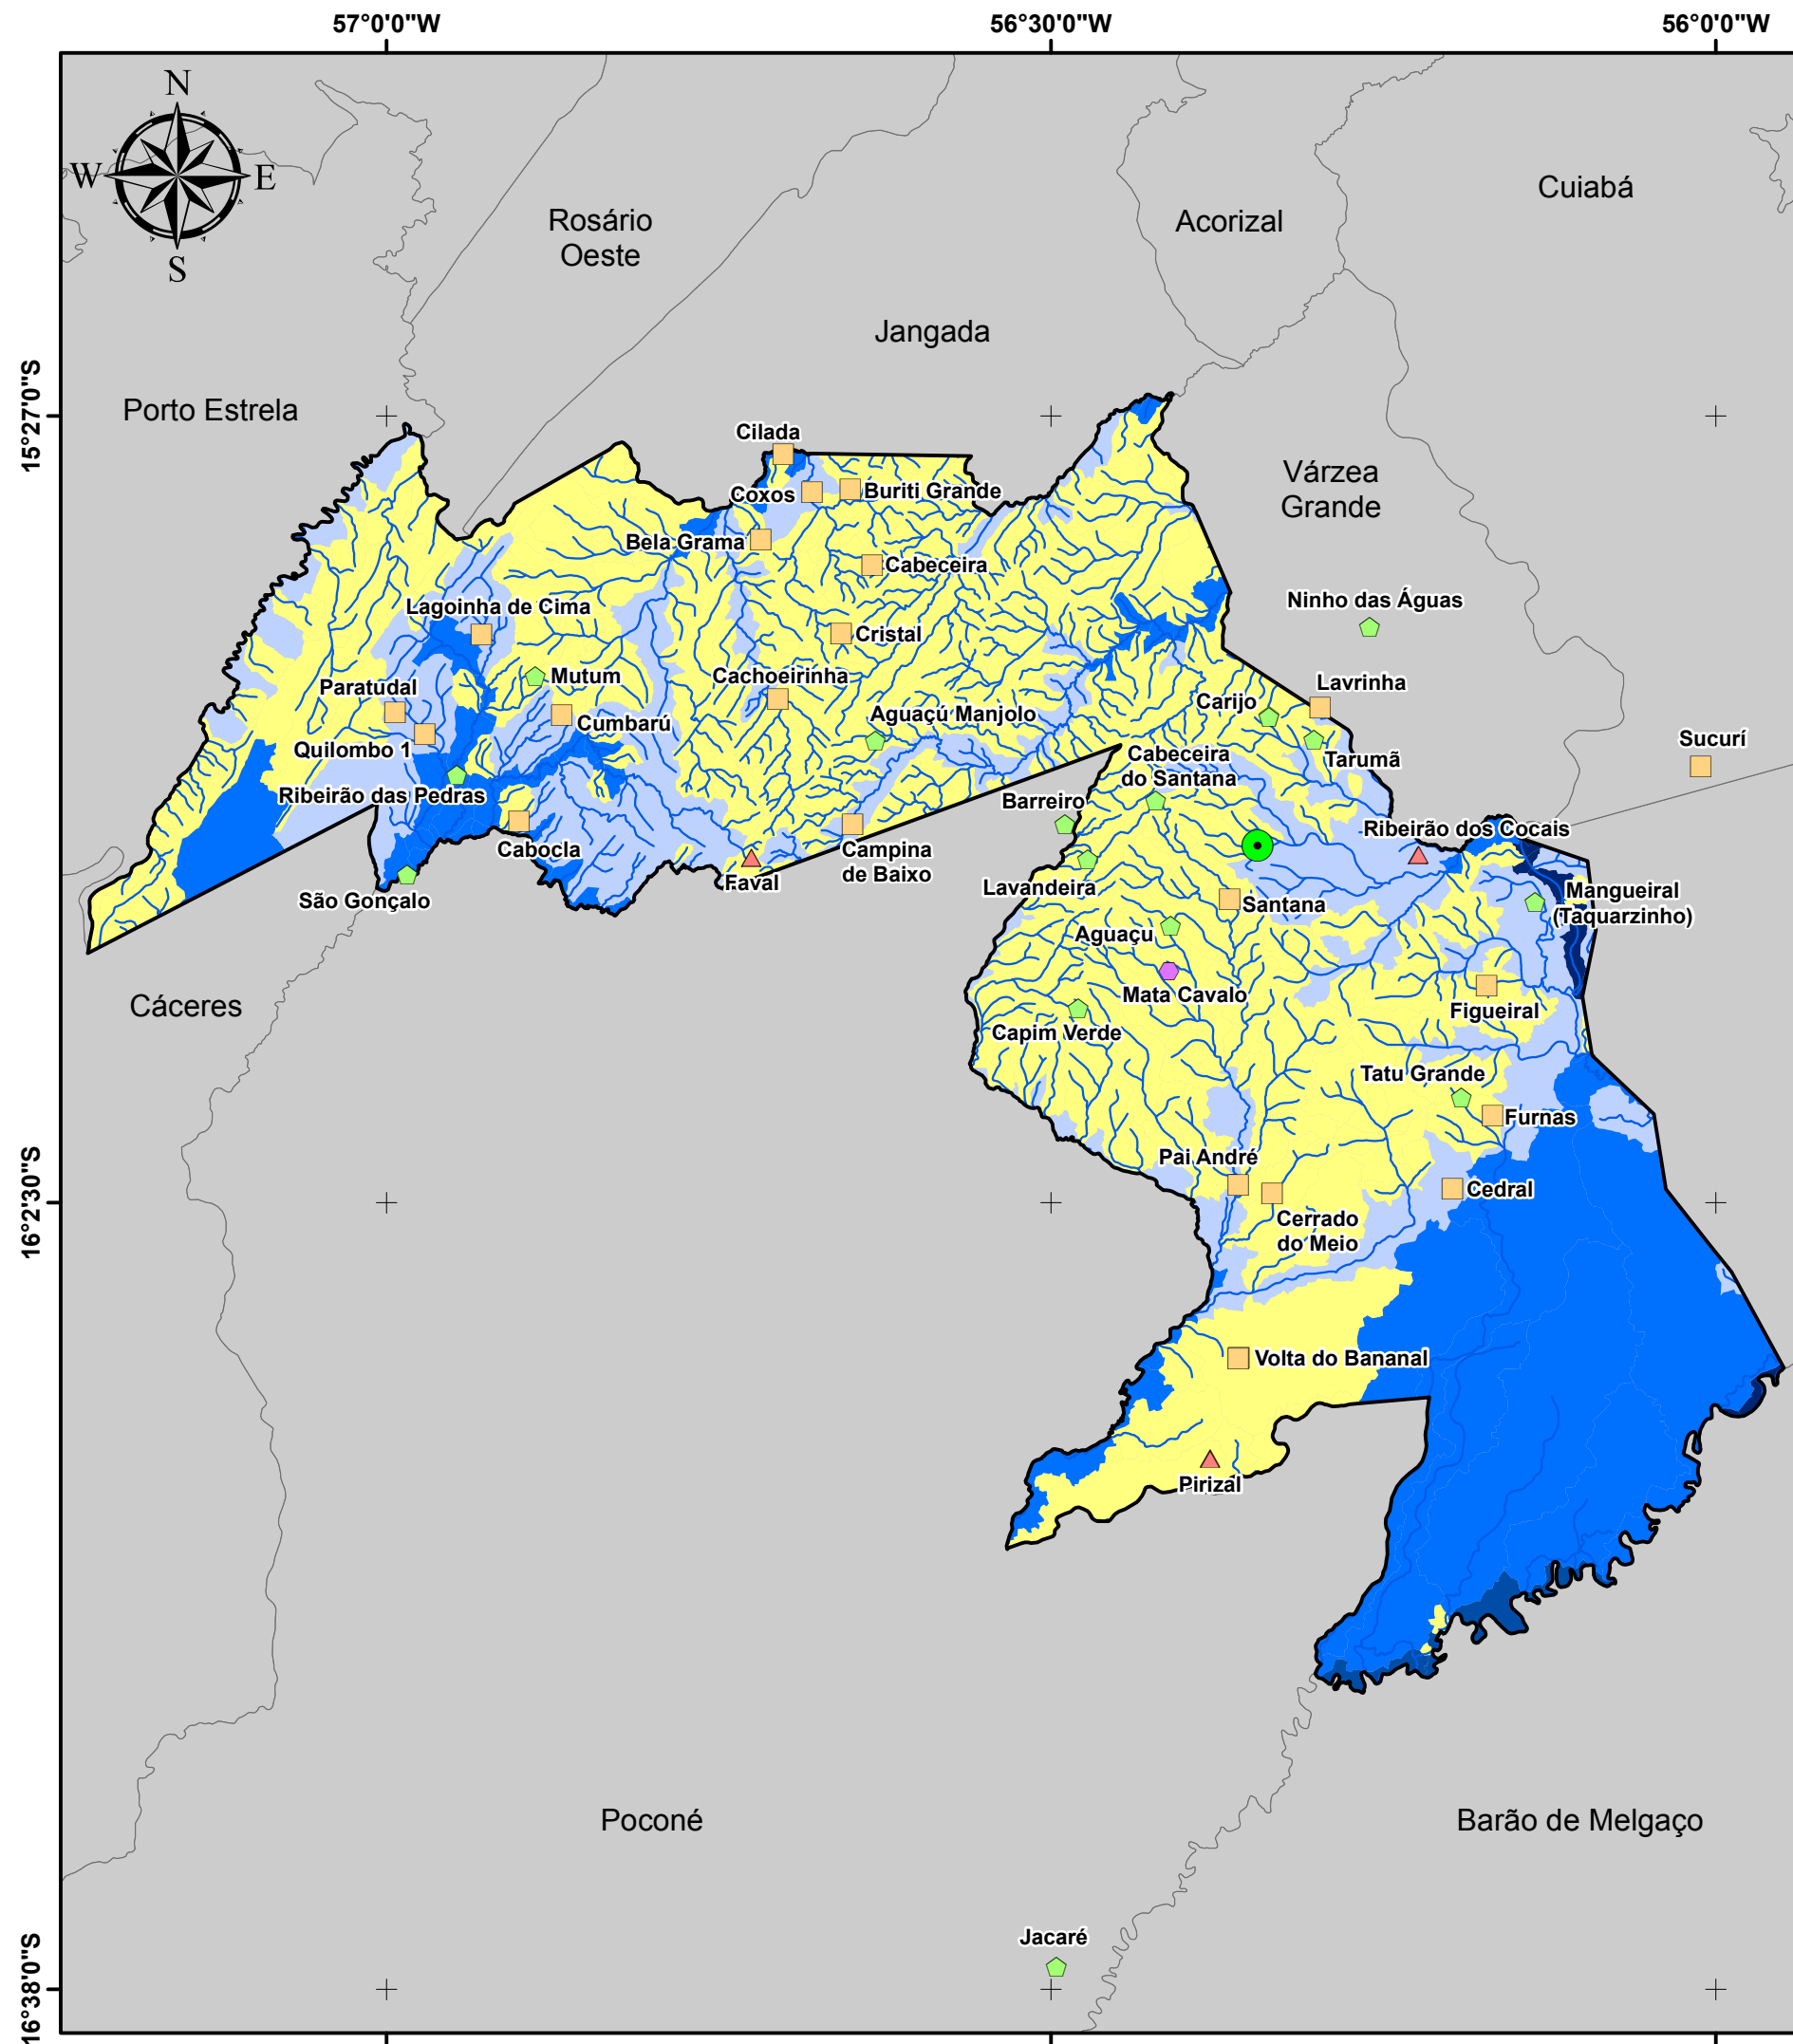 57°0'0"W
56°30'0"W
56°0'0"W
N
W
E
S
Rosário
Oeste
Acorizal
Cuiabá
Jangada
15°27'0"S
Porto Estrela
Cilada
Várzea
Grande
Coxos
Buriti Grande
Bela Grama
Cabeceira
Ninho das Águas
Lagoinha de Cima
Cristal
Mutum
Cachoeirinha
Lavrinha
Paratudal
Carijo
Aguaçú Manjolo
Cumbarú
Sucurí
Quilombo 1
Cabeceira
do Santana
Tarumã
Ribeirão das Pedras
Barreiro
Ribeirão dos Cocais
Cabocla
Campina
de Baixo
Faval
Lavandeira
Mangueiral
(Taquarzinho)
São Gonçalo
Santana
Aguaçu
Mata Cavalo
Cáceres
Figueiral
Capim Verde
Tatu Grande
Furnas
Pai André
16°2'30"S
Cedral
Cerrado
do Meio
Volta do Bananal
Pirizal
Poconé
Barão de Melgaço
Jacaré
16°38'0"S